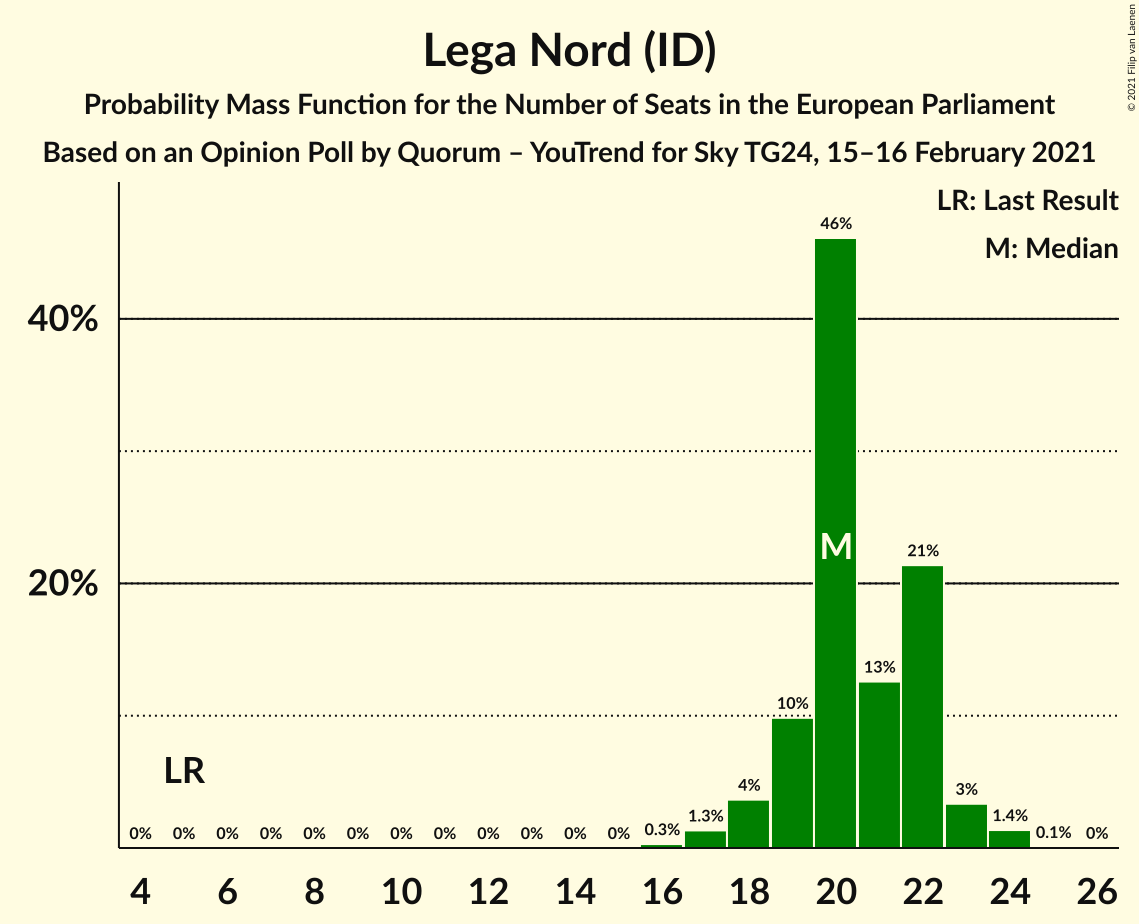 Lega Nord (ID)
Probability Mass Function for the Number of Seats in the European Parliament
Based on an Opinion Poll by Quorum – YouTrend for Sky TG24, 15–16 February 2021
© 2021 Filip van Laenen
LR: Last Result
M: Median
40%
20%
LR
M
0% 0% 0% 0% 0% 0% 0% 0% 0% 0% 0% 0% 0.3% 1.3% 4% 10% 46% 13% 21% 3% 1.4% 0.1% 0%
4 6 8 10 12 14 16 18 20 22 24 26